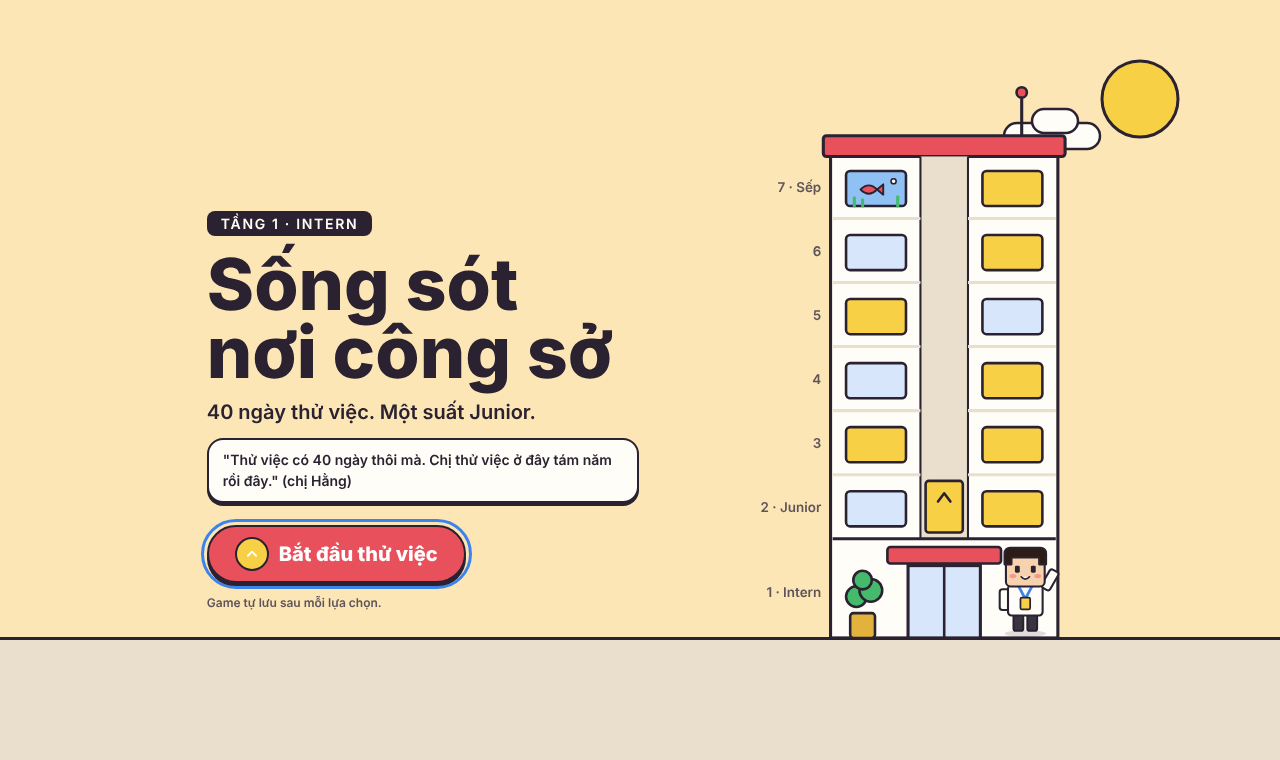 TẦNG 1 · INTERN
Sống sót
nơi công sở
40 ngày thử việc. Một suất Junior.
"Thử việc có 40 ngày thôi mà. Chị thử việc ở đây tám năm
rồi đây." (chị Hằng)
Bắt đầu thử việc
Game tự lưu sau mỗi lựa chọn.
7 · Sếp
6
5
4
3
2 · Junior
1 · Intern